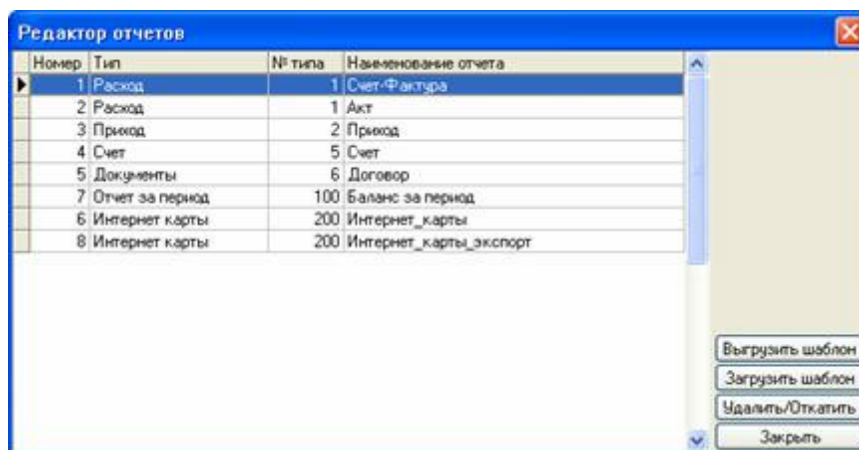 Редактор отчетов
Номер Тип № типа Наименование отчета
1 Расход 1 Счет-Фактура
2 Расход 1 Акт
3 Приход 2 Приход
4 Счет 5 Счет
5 Документы 6 Договор
7 Отчет за период 100 Баланс за период
6 Интернет карты 200 Интернет_карты
8 Интернет карты 200 Интернет_карты_экспорт
Выгрузить шаблон
Загрузить шаблон
Удалить/Откатить
Закрыть